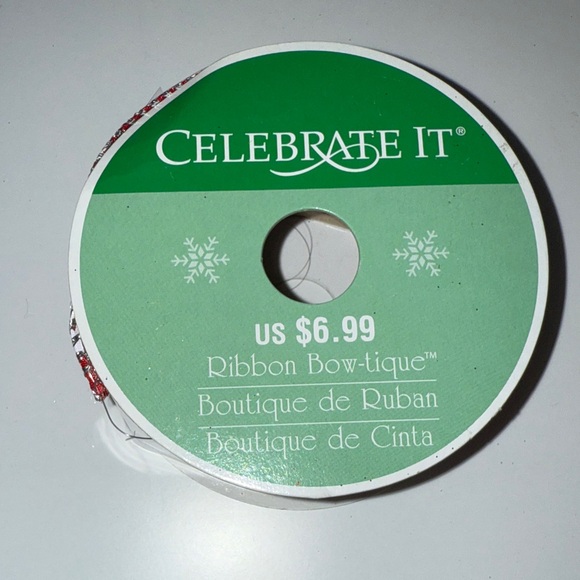 CELEBRATE IT®
US $6.99
Ribbon Bow-tique™
Boutique de Ruban
Boutique de Cinta